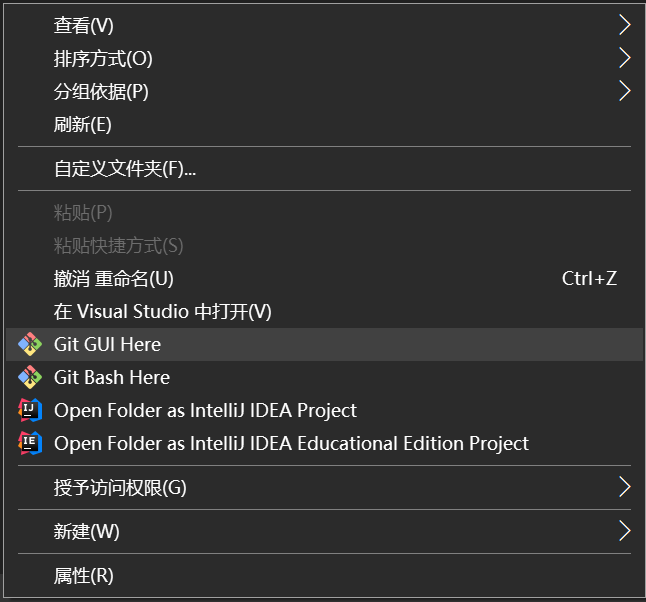 查看(V)
排序方式(O)
分组依据(P)
刷新(E)
自定义文件夹(F)...
粘贴(P)
粘贴快捷方式(S)
撤消 重命名(U) Ctrl+Z
在 Visual Studio 中打开(V)
Git GUI Here
Git Bash Here
IJ Open Folder as IntelliJ IDEA Project
IE Open Folder as IntelliJ IDEA Educational Edition Project
授予访问权限(G)
新建(W)
属性(R)